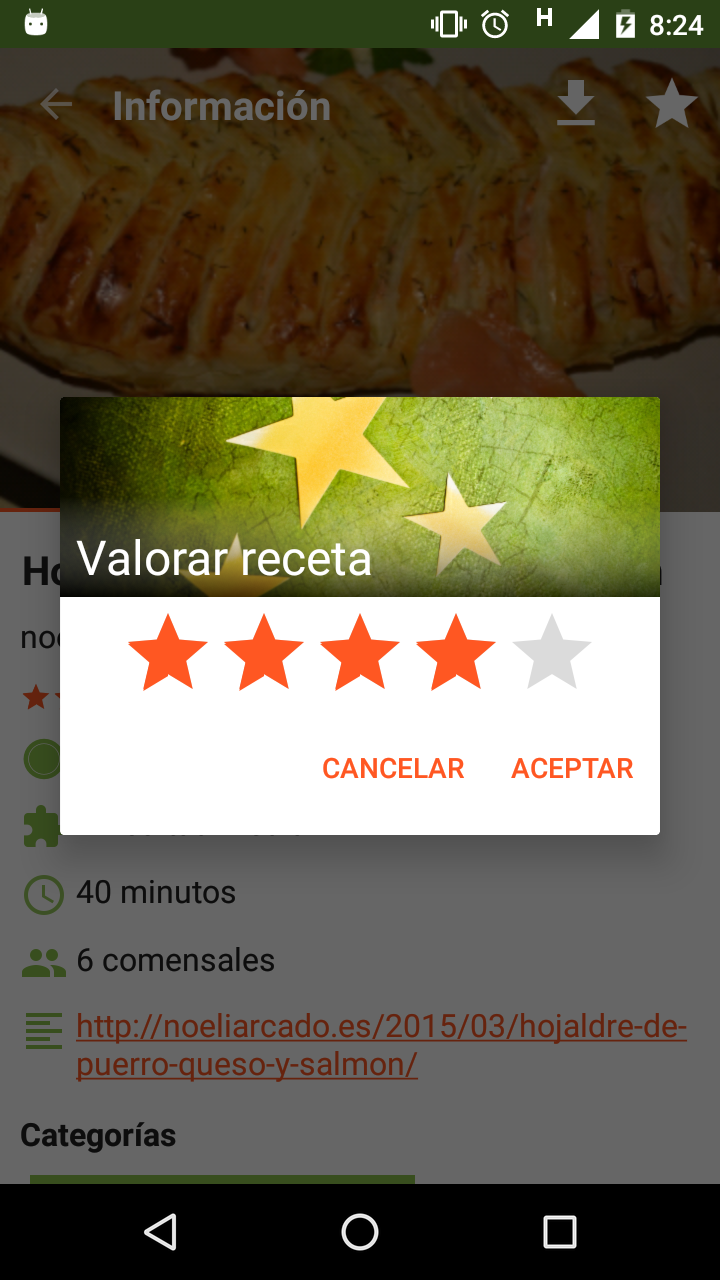 H
8:24
Información
Valorar receta
CANCELAR
ACEPTAR
40 minutos
6 comensales
http://noeliarcado.es/2015/03/hojaldre-de-
puerro-queso-y-salmon/
Categorías